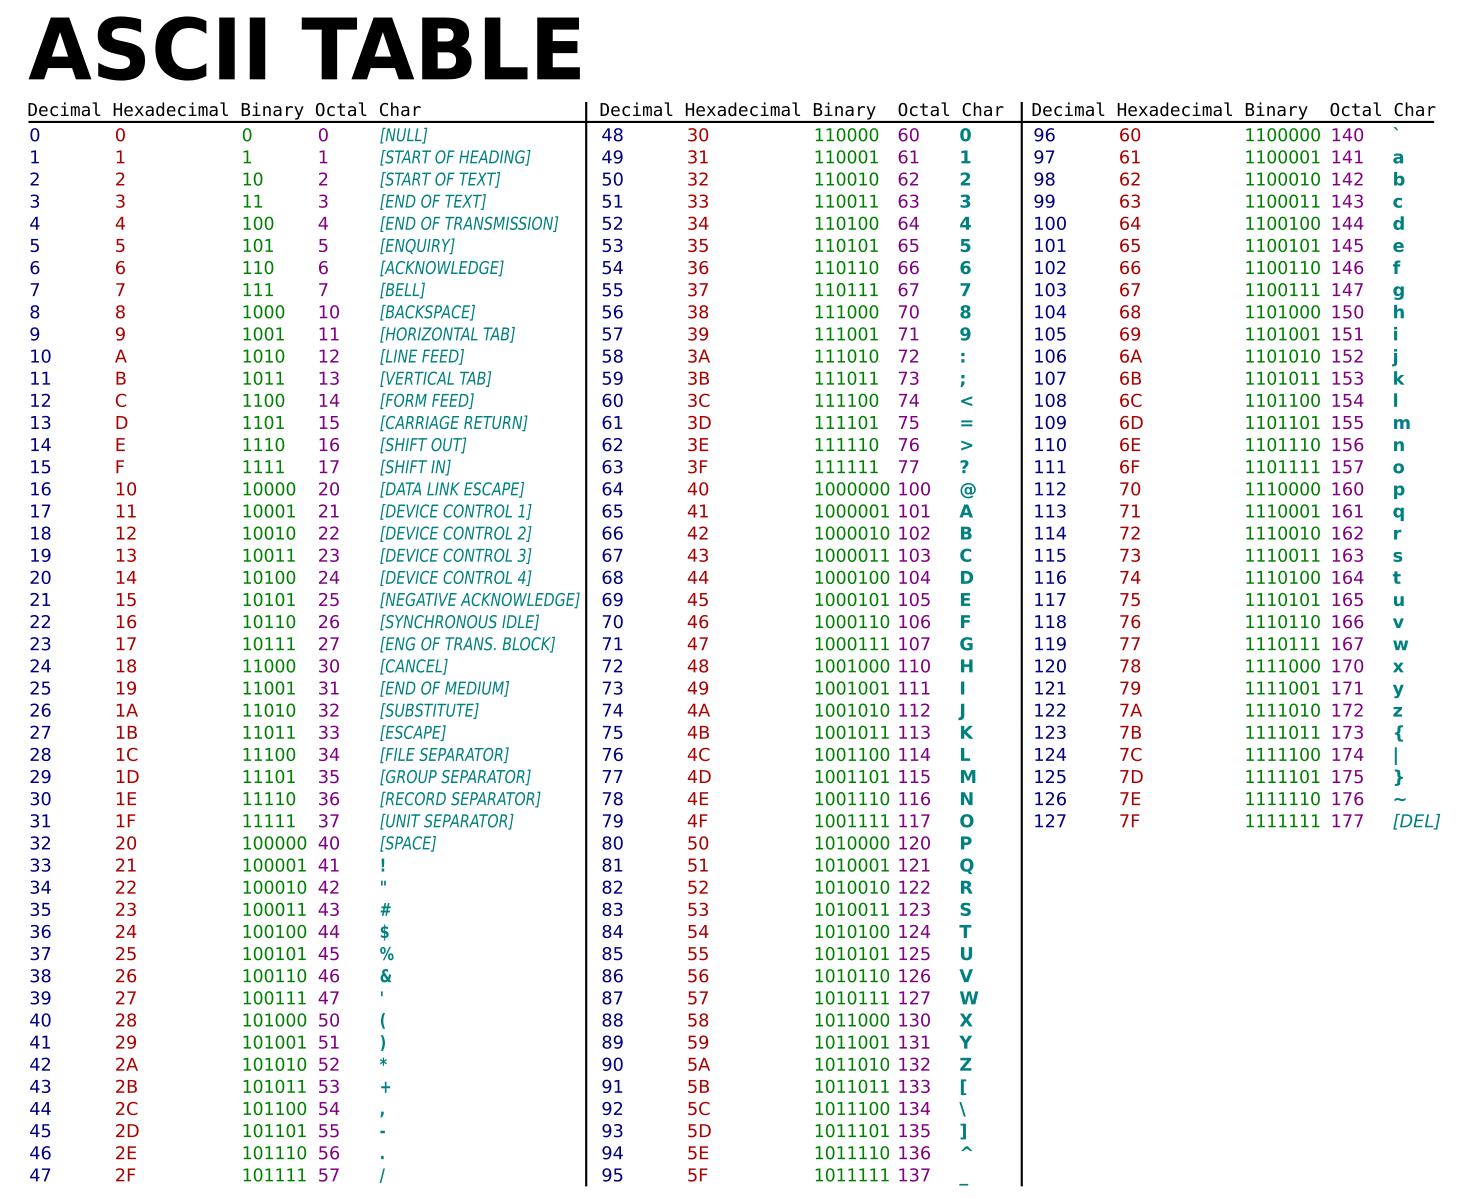 ASCII TABLE
Decimal Hexadecimal Binary Octal Char Decimal Hexadecimal Binary Octal Char Decimal Hexadecimal Binary Octal Char
0 0 0 0 [NULL] 48 30 110000 60 0 96 60 1100000 140 `
1 1 1 1 [START OF HEADING] 49 31 110001 61 1 97 61 1100001 141 a
2 2 10 2 [START OF TEXT] 50 32 110010 62 2 98 62 1100010 142 b
3 3 11 3 [END OF TEXT] 51 33 110011 63 3 99 63 1100011 143 c
4 4 100 4 [END OF TRANSMISSION] 52 34 110100 64 4 100 64 1100100 144 d
5 5 101 5 [ENQUIRY] 53 35 110101 65 5 101 65 1100101 145 e
6 6 110 6 [ACKNOWLEDGE] 54 36 110110 66 6 102 66 1100110 146 f
7 7 111 7 [BELL] 55 37 110111 67 7 103 67 1100111 147 g
8 8 1000 10 [BACKSPACE] 56 38 111000 70 8 104 68 1101000 150 h
9 9 1001 11 [HORIZONTAL TAB] 57 39 111001 71 9 105 69 1101001 151 i
10 A 1010 12 [LINE FEED] 58 3A 111010 72 : 106 6A 1101010 152 j
11 B 1011 13 [VERTICAL TAB] 59 3B 111011 73 ; 107 6B 1101011 153 k
12 C 1100 14 [FORM FEED] 60 3C 111100 74 < 108 6C 1101100 154 l
13 D 1101 15 [CARRIAGE RETURN] 61 3D 111101 75 = 109 6D 1101101 155 m
14 E 1110 16 [SHIFT OUT] 62 3E 111110 76 > 110 6E 1101110 156 n
15 F 1111 17 [SHIFT IN] 63 3F 111111 77 ? 111 6F 1101111 157 o
16 10 10000 20 [DATA LINK ESCAPE] 64 40 1000000 100 @ 112 70 1110000 160 p
17 11 10001 21 [DEVICE CONTROL 1] 65 41 1000001 101 A 113 71 1110001 161 q
18 12 10010 22 [DEVICE CONTROL 2] 66 42 1000010 102 B 114 72 1110010 162 r
19 13 10011 23 [DEVICE CONTROL 3] 67 43 1000011 103 C 115 73 1110011 163 s
20 14 10100 24 [DEVICE CONTROL 4] 68 44 1000100 104 D 116 74 1110100 164 t
21 15 10101 25 [NEGATIVE ACKNOWLEDGE] 69 45 1000101 105 E 117 75 1110101 165 u
22 16 10110 26 [SYNCHRONOUS IDLE] 70 46 1000110 106 F 118 76 1110110 166 v
23 17 10111 27 [ENG OF TRANS. BLOCK] 71 47 1000111 107 G 119 77 1110111 167 w
24 18 11000 30 [CANCEL] 72 48 1001000 110 H 120 78 1111000 170 x
25 19 11001 31 [END OF MEDIUM] 73 49 1001001 111 I 121 79 1111001 171 y
26 1A 11010 32 [SUBSTITUTE] 74 4A 1001010 112 J 122 7A 1111010 172 z
27 1B 11011 33 [ESCAPE] 75 4B 1001011 113 K 123 7B 1111011 173 {
28 1C 11100 34 [FILE SEPARATOR] 76 4C 1001100 114 L 124 7C 1111100 174 |
29 1D 11101 35 [GROUP SEPARATOR] 77 4D 1001101 115 M 125 7D 1111101 175 }
30 1E 11110 36 [RECORD SEPARATOR] 78 4E 1001110 116 N 126 7E 1111110 176 ~
31 1F 11111 37 [UNIT SEPARATOR] 79 4F 1001111 117 O 127 7F 1111111 177 [DEL]
32 20 100000 40 [SPACE] 80 50 1010000 120 P
33 21 100001 41 ! 81 51 1010001 121 Q
34 22 100010 42 " 82 52 1010010 122 R
35 23 100011 43 # 83 53 1010011 123 S
36 24 100100 44 $ 84 54 1010100 124 T
37 25 100101 45 % 85 55 1010101 125 U
38 26 100110 46 & 86 56 1010110 126 V
39 27 100111 47 ' 87 57 1010111 127 W
40 28 101000 50 ( 88 58 1011000 130 X
41 29 101001 51 ) 89 59 1011001 131 Y
42 2A 101010 52 * 90 5A 1011010 132 Z
43 2B 101011 53 + 91 5B 1011011 133 [
44 2C 101100 54 , 92 5C 1011100 134 \
45 2D 101101 55 - 93 5D 1011101 135 ]
46 2E 101110 56 . 94 5E 1011110 136 ^
47 2F 101111 57 / 95 5F 1011111 137 _